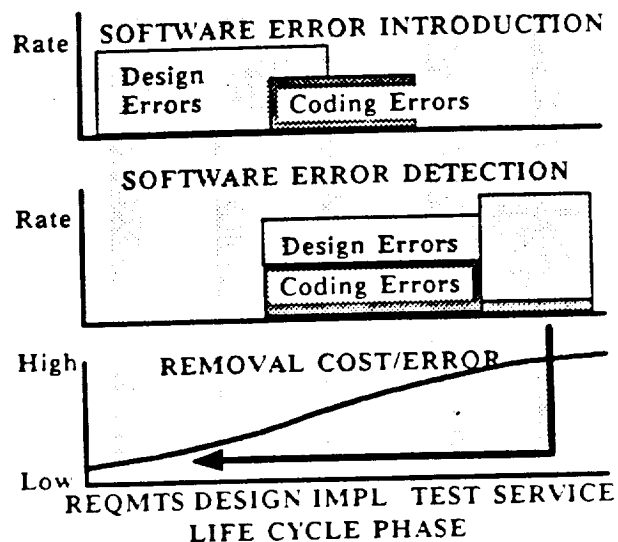 SOFTWARE ERROR INTRODUCTION
Rate
Design
Errors
Coding Errors
SOFTWARE ERROR DETECTION
Rate
Design Errors
Coding Errors
High
REMOVAL COST/ERROR
Low
REQMTS DESIGN IMPL TEST SERVICE
LIFE CYCLE PHASE